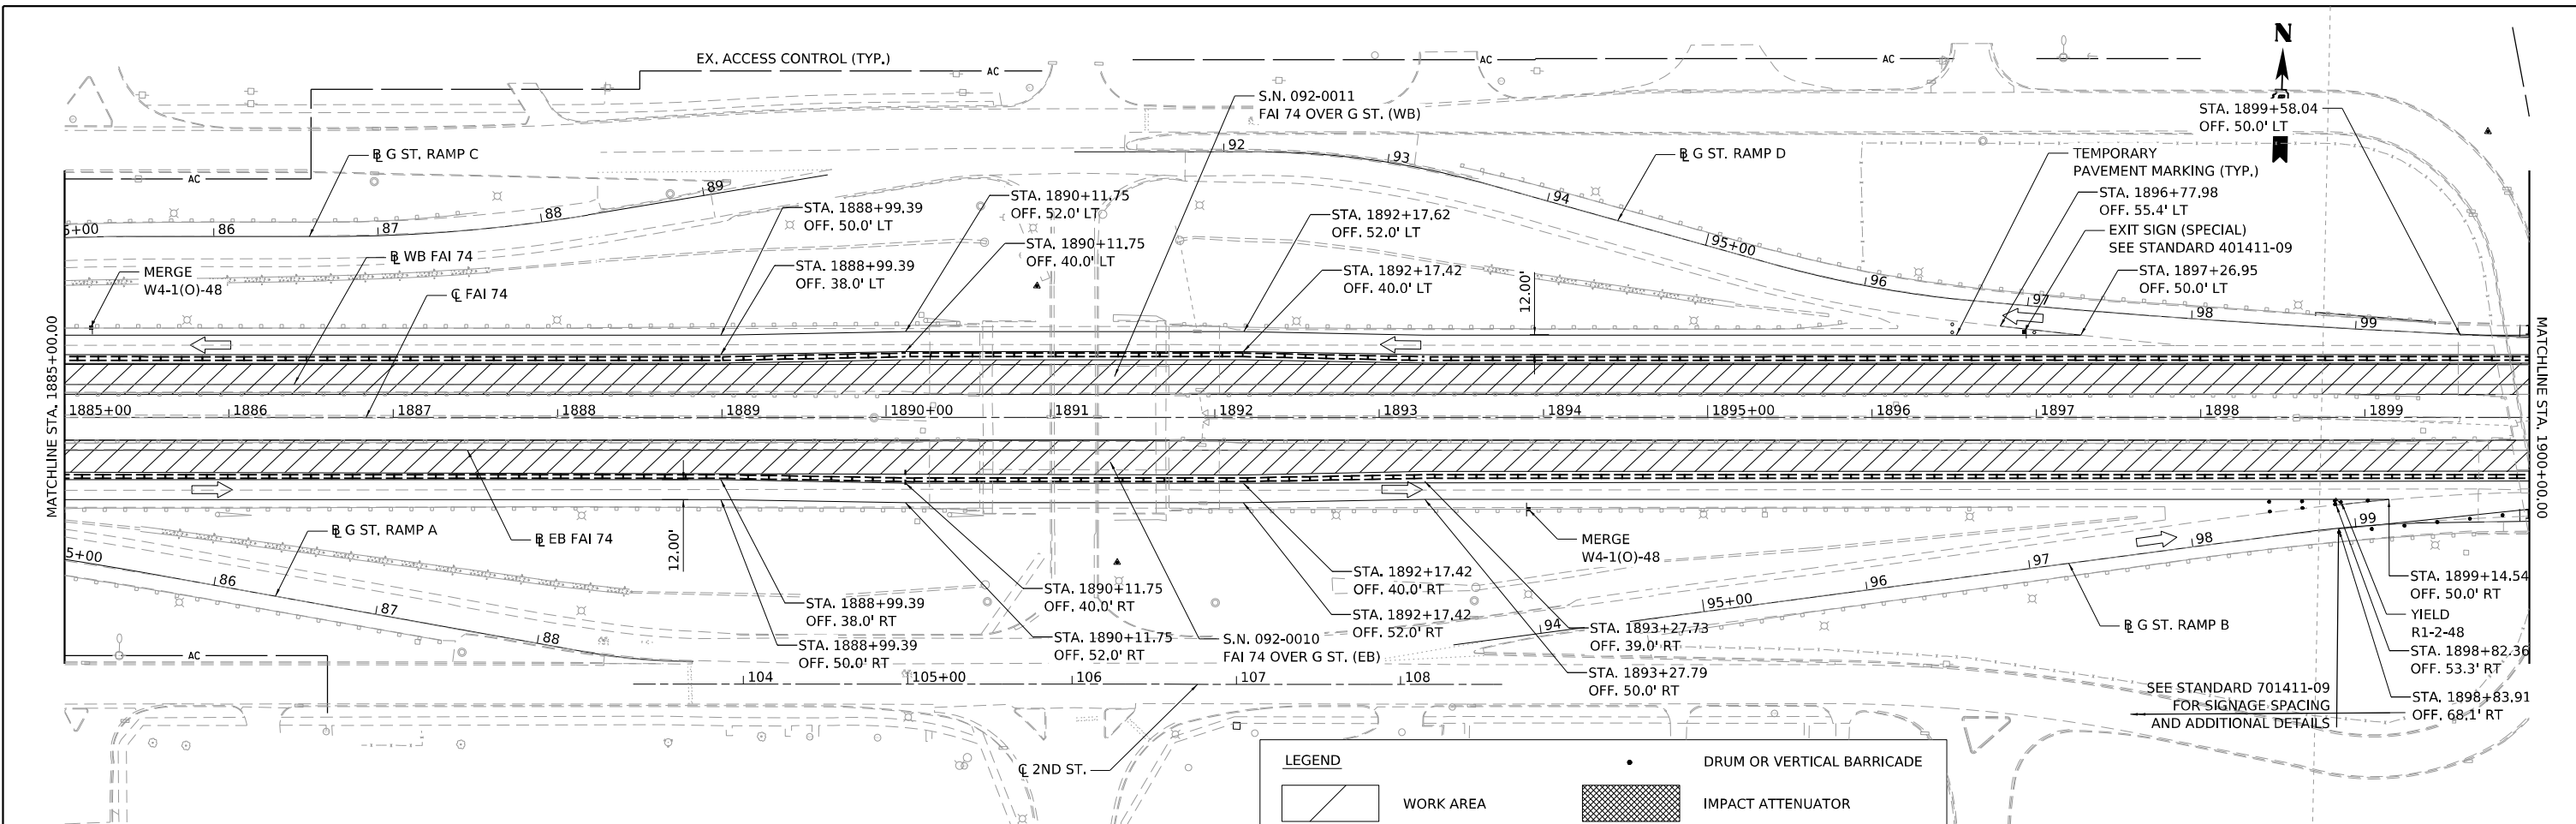 N
EX. ACCESS CONTROL (TYP.)
AC
AC
AC
AC
S.N. 092-0011
FAI 74 OVER G ST. (WB)
STA. 1899+58.04
OFF. 50.0' LT
℄ G ST. RAMP C
92
93
℄ G ST. RAMP D
TEMPORARY
PAVEMENT MARKING (TYP.)
STA. 1890+11.75
OFF. 52.0' LT
STA. 1888+99.39
OFF. 50.0' LT
STA. 1892+17.62
OFF. 52.0' LT
STA. 1896+77.98
OFF. 55.4' LT
5+00
86
87
88
89
94
95+00
96
97
98
99
EXIT SIGN (SPECIAL)
SEE STANDARD 401411-09
STA. 1890+11.75
OFF. 40.0' LT
MERGE
W4-1(O)-48
℄ WB FAI 74
℄ FAI 74
STA. 1888+99.39
OFF. 38.0' LT
STA. 1892+17.42
OFF. 40.0' LT
12.00'
STA. 1897+26.95
OFF. 50.0' LT
MATCHLINE STA. 1885+00.00
MATCHLINE STA. 1900+00.00
1885+00
1886
1887
1888
1889
1890+00
1891
1892
1893
1894
1895+00
1896
1897
1898
1899
℄ G ST. RAMP A
℄ EB FAI 74
12.00'
5+00
86
87
88
MERGE
W4-1(O)-48
94
95+00
96
97
98
99
STA. 1888+99.39
OFF. 38.0' RT
STA. 1888+99.39
OFF. 50.0' RT
STA. 1890+11.75
OFF. 40.0' RT
STA. 1890+11.75
OFF. 52.0' RT
S.N. 092-0010
FAI 74 OVER G ST. (EB)
STA. 1892+17.42
OFF. 40.0' RT
STA. 1892+17.42
OFF. 52.0' RT
STA. 1893+27.73
OFF. 39.0' RT
STA. 1893+27.79
OFF. 50.0' RT
℄ G ST. RAMP B
STA. 1899+14.54
OFF. 50.0' RT
YIELD
R1-2-48
STA. 1898+82.36
OFF. 53.3' RT
STA. 1898+83.91
OFF. 68.1' RT
SEE STANDARD 701411-09
FOR SIGNAGE SPACING
AND ADDITIONAL DETAILS
AC
104
105+00
106
107
108
℄ 2ND ST.
LEGEND
DRUM OR VERTICAL BARRICADE
WORK AREA
IMPACT ATTENUATOR